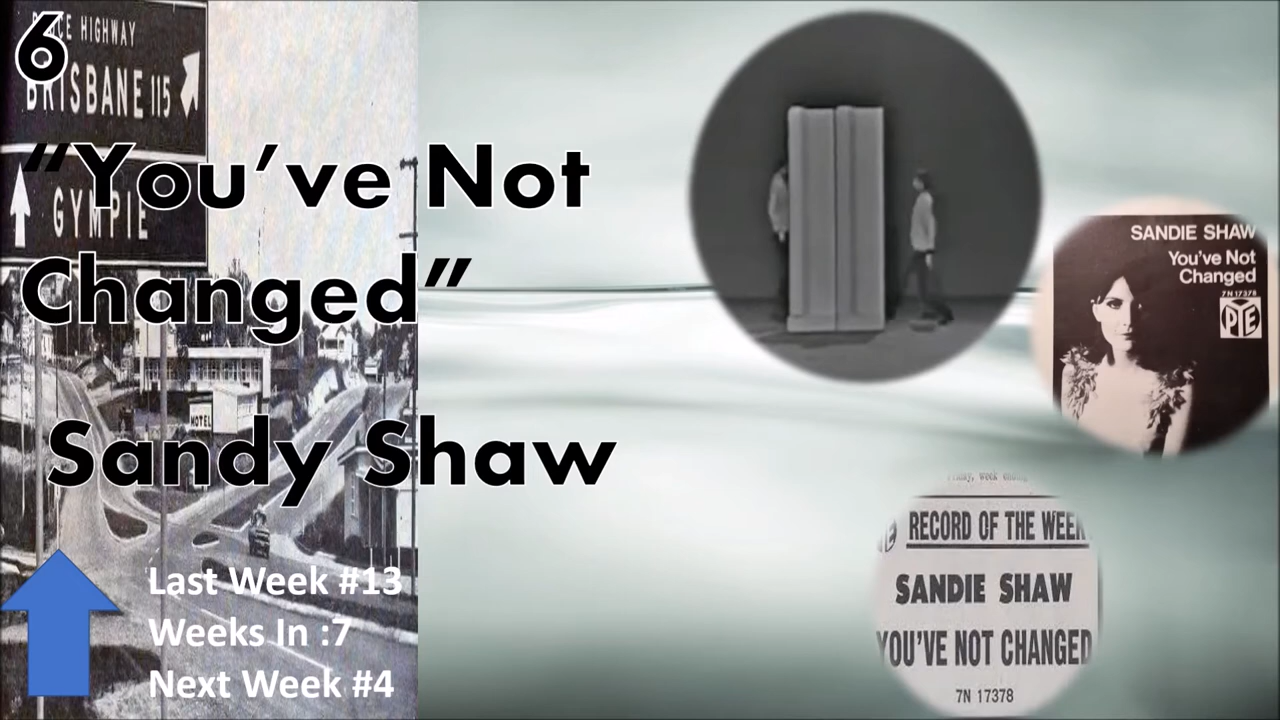 6
HIGHWAY
BRISBANE 115
GYMPIE
“You’ve Not
Changed”
Sandy Shaw
MOTEL
Last Week #13
Weeks In :7
Next Week #4
SANDIE SHAW
You've Not
Changed
7N 17378
PYE
RECORD OF THE WEEK
SANDIE SHAW
YOU'VE NOT CHANGED
7N 17378